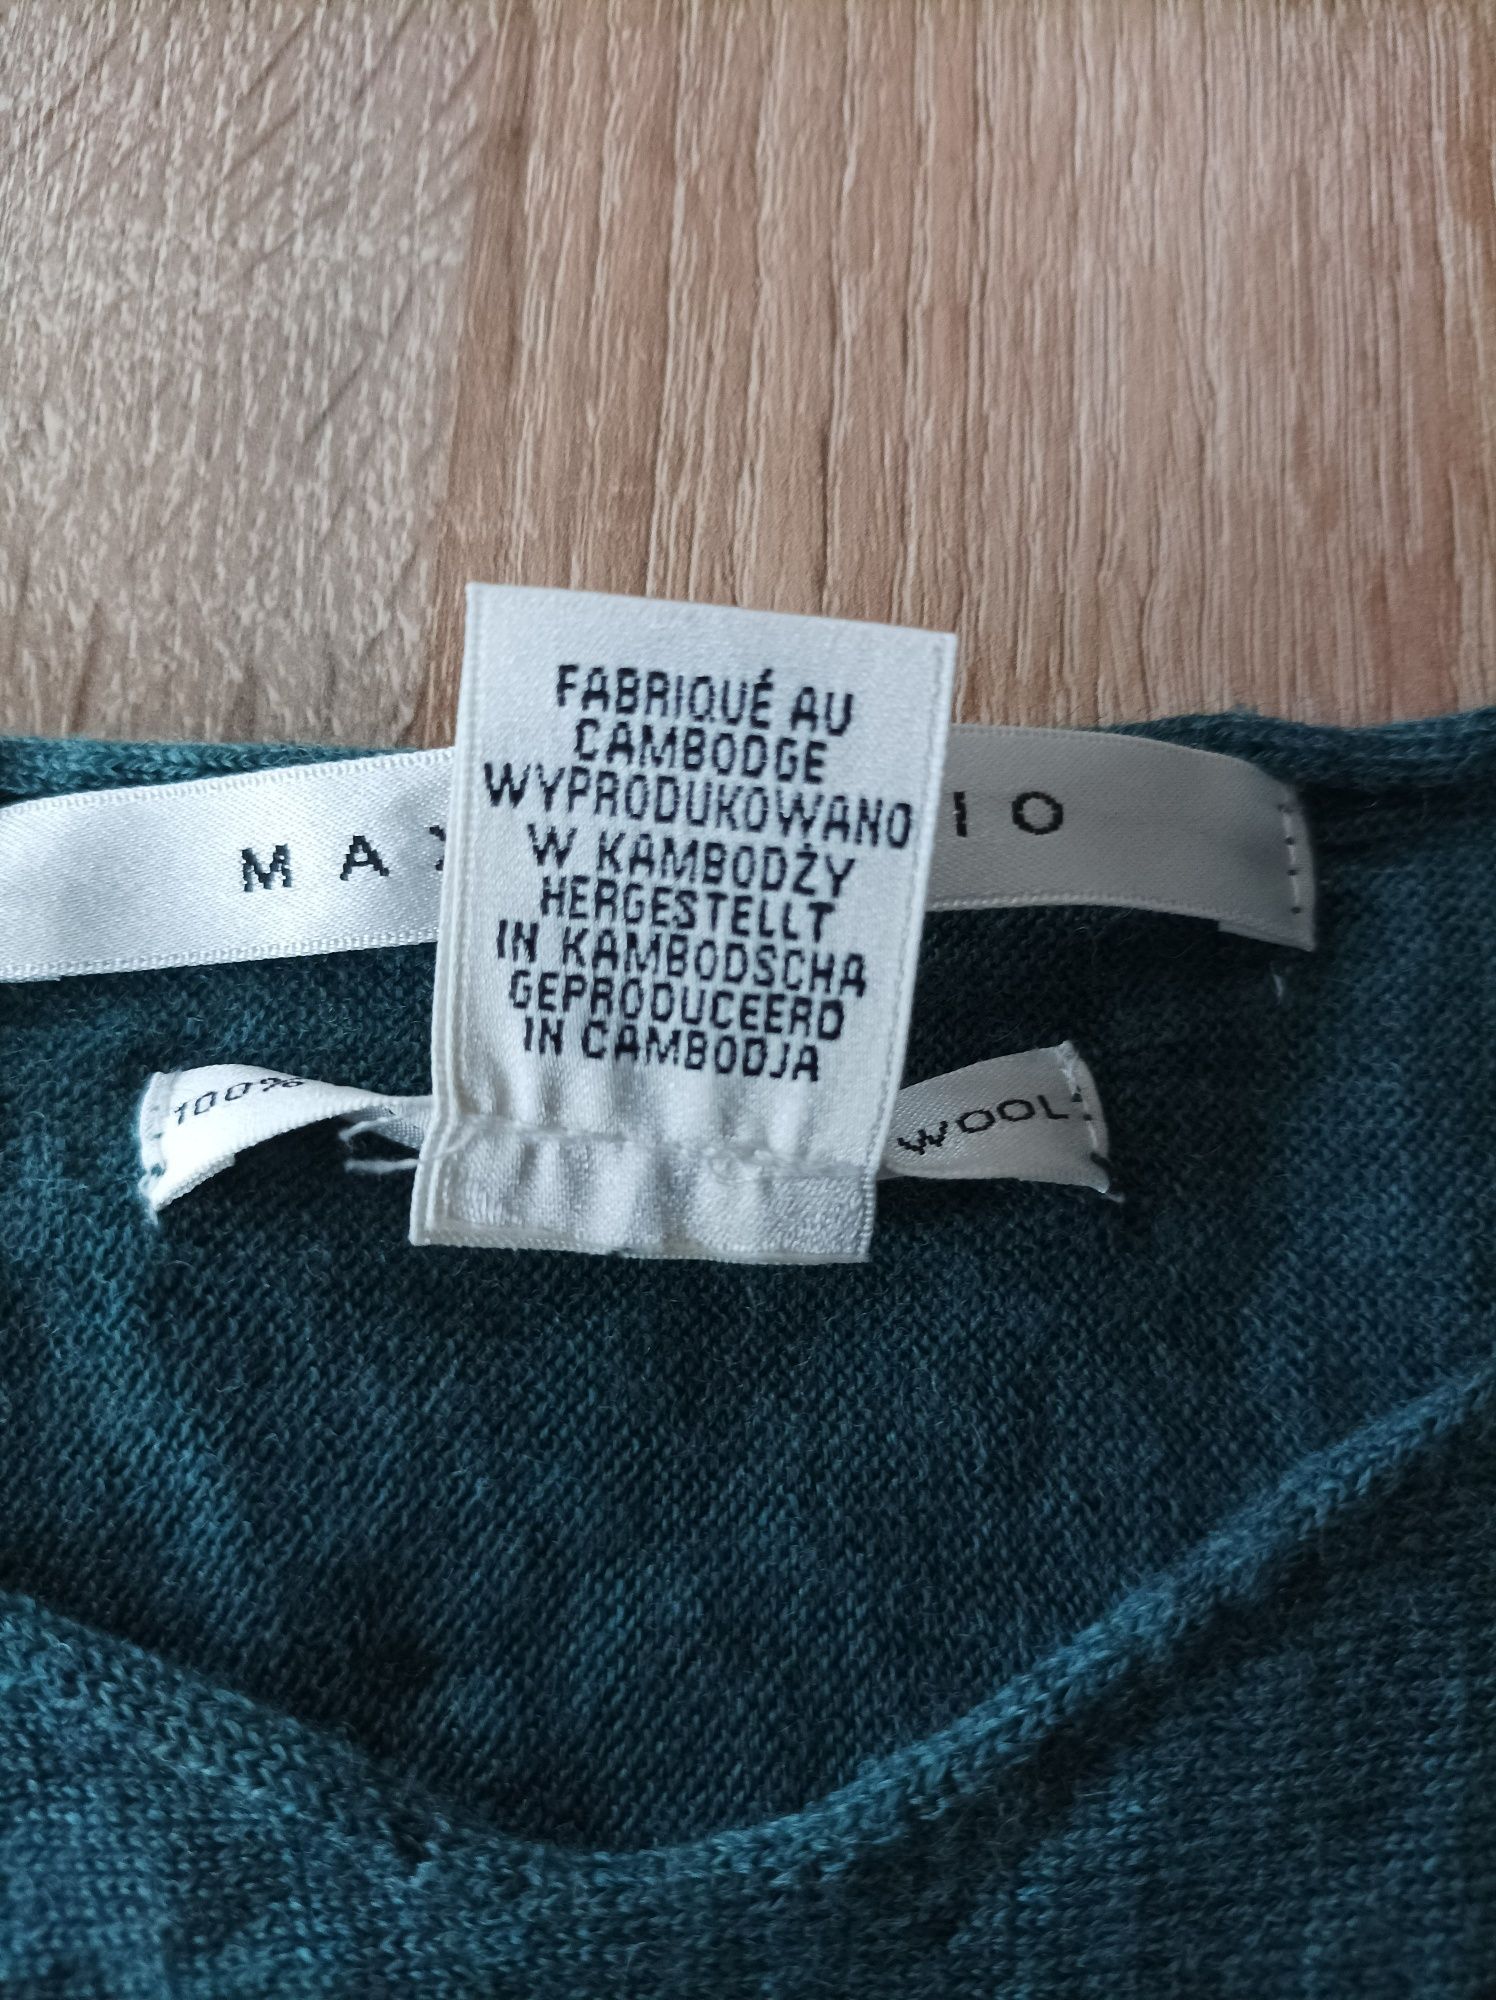 FABRIQUÉ AU
CAMBODGE
WYPRODUKOWANO
W KAMBODŻY
HERGESTELLT
IN KAMBODSCHA
GEPRODUCEERD
IN CAMBODJA
100% WOOL